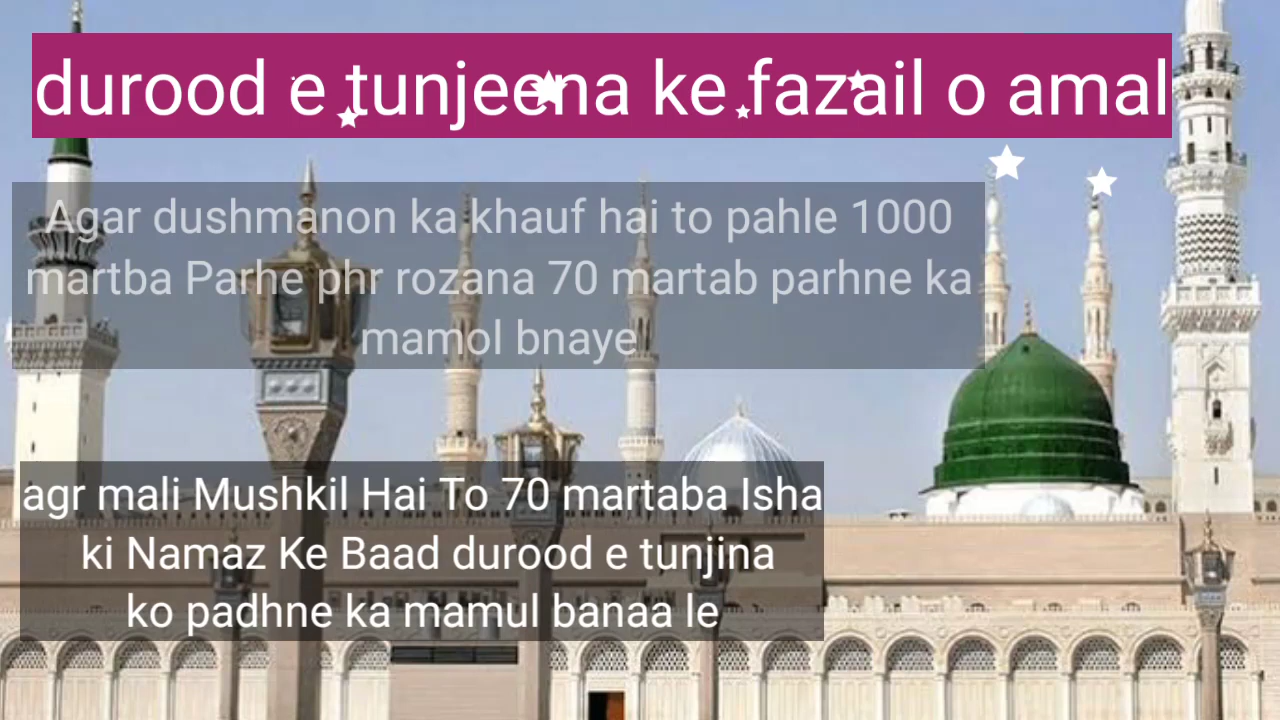 durood e tunjeena ke fazail o amal
Agar dushmanon ka khauf hai to pahle 1000
martba Parhe phr rozana 70 martab parhne ka
mamol bnaye
agr mali Mushkil Hai To 70 martaba Isha
ki Namaz Ke Baad durood e tunjina
ko padhne ka mamul banaa le